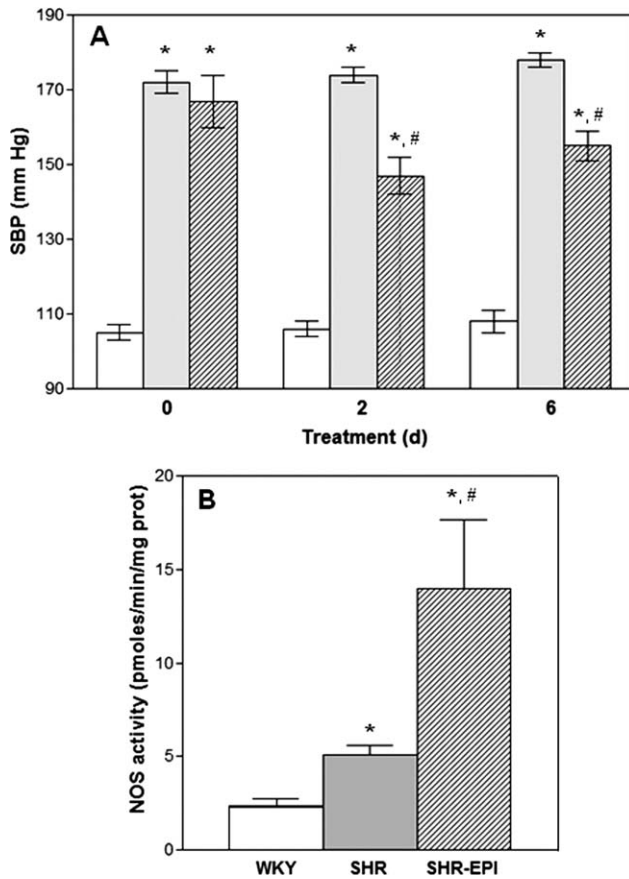 A
SBP (mm Hg)
190
170
150
130
110
90
* * * *, # * *, #
0 2 6
Treatment (d)
B
NOS activity (pmoles/min/mg prot)
20
15
10
5
0
*
*, #
WKY SHR SHR-EPI